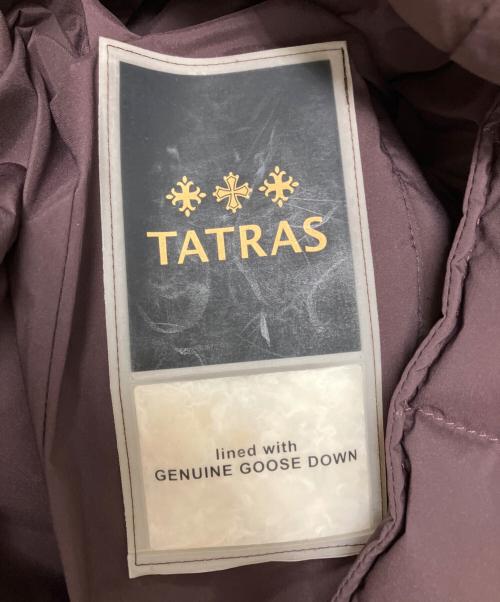 TATRAS
lined with
GENUINE GOOSE DOWN